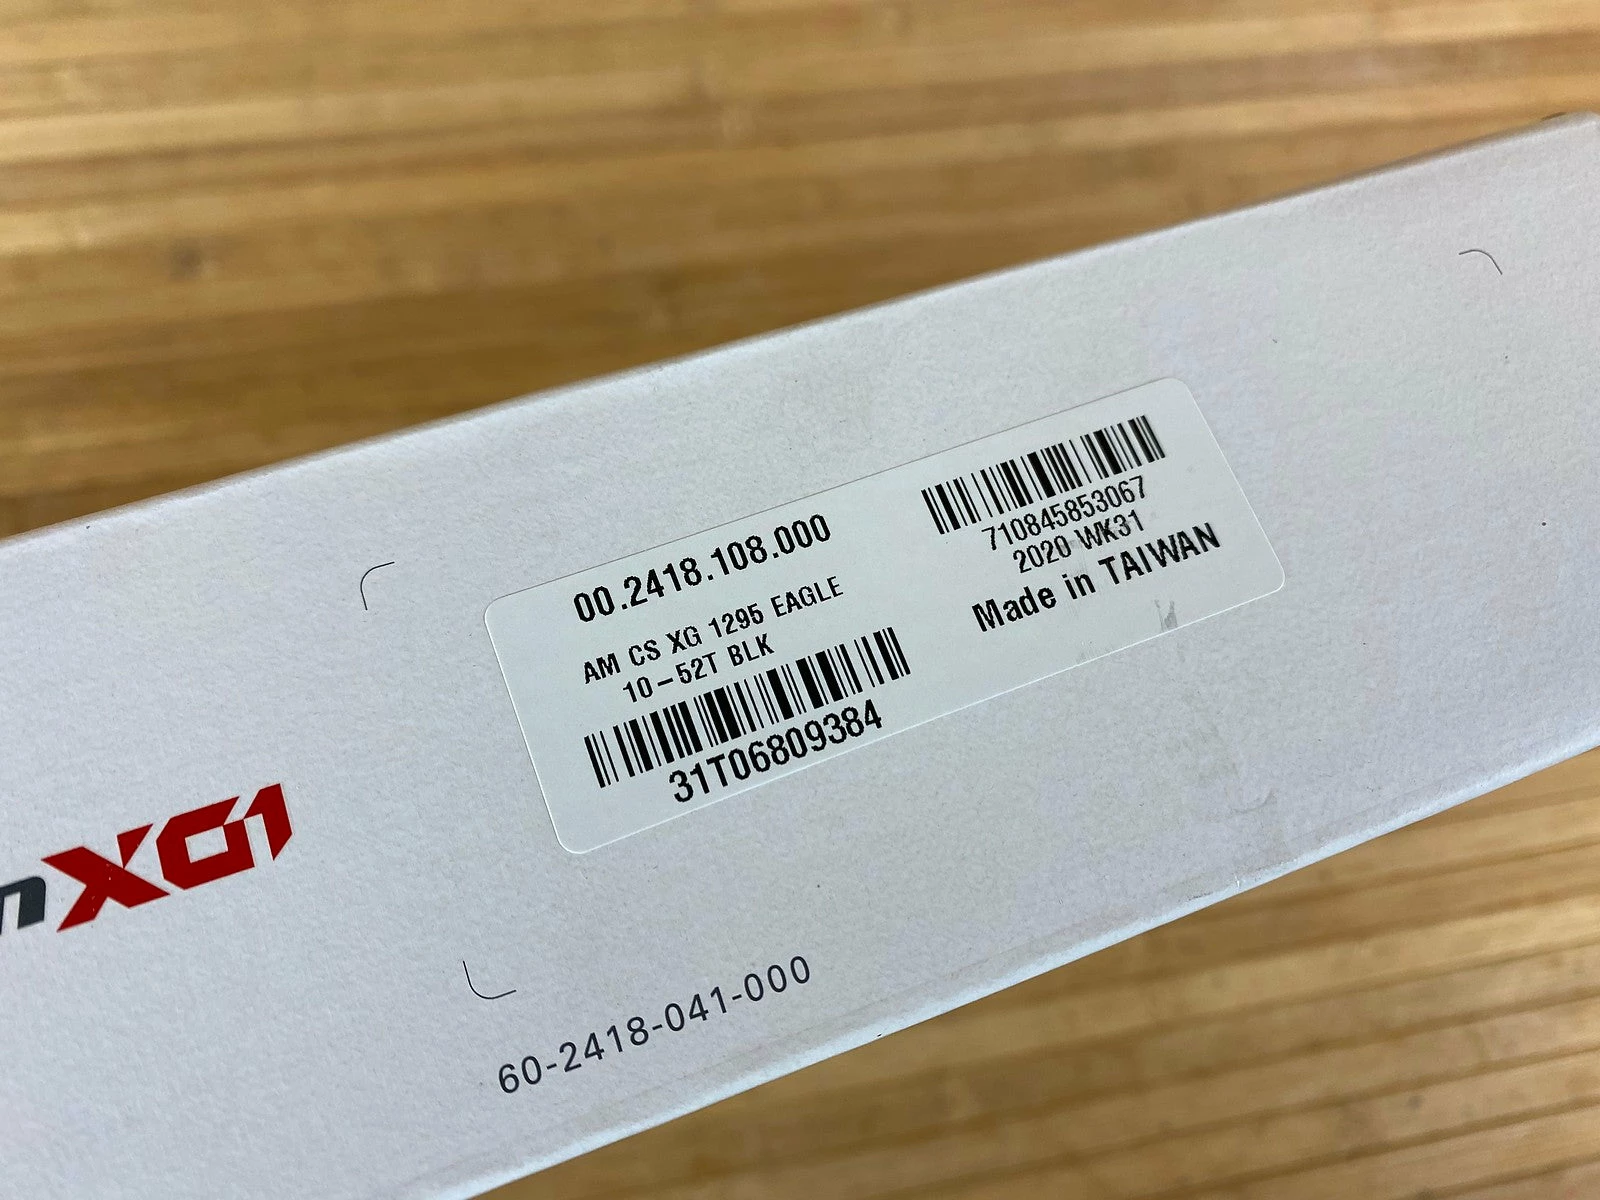 00.2418.108.000
AM CS XG 1295 EAGLE
10-52T BLK
31T06809384
710845853067
2020 WK31
Made in TAIWAN
XG1
60-2418-041-000